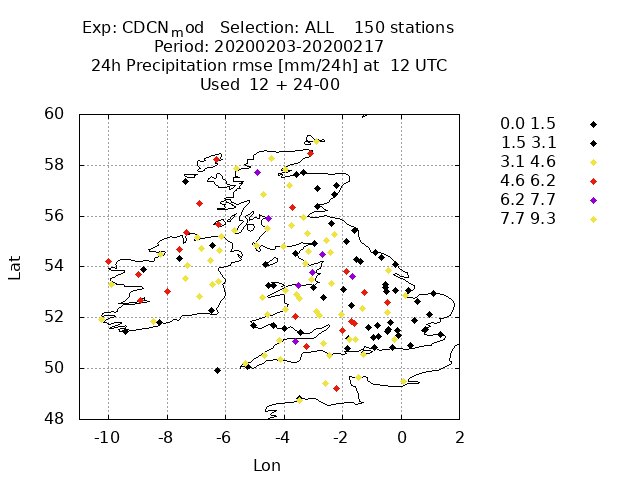 Exp: CDCNmod   Selection: ALL    150 stations
Period: 20200203-20200217
24h Precipitation rmse [mm/24h] at  12 UTC
Used  12 + 24-00
60
58
56
54
52
50
48
Lat
-10 -8 -6 -4 -2 0 2
Lon
0.0 1.5
1.5 3.1
3.1 4.6
4.6 6.2
6.2 7.7
7.7 9.3